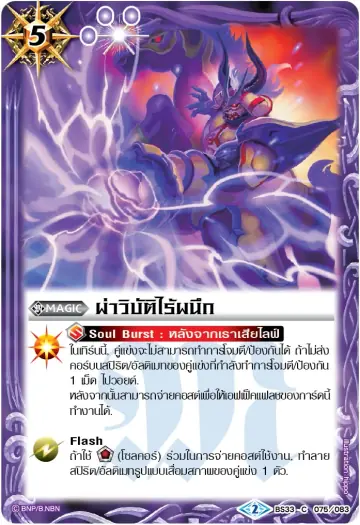 5
MAGIC ผ่าวิบัติไร้ผนึก
Soul Burst : หลังจากเราเสียไลฟ์
ในเทิร์นนี้, คู่แข่งจะไม่สามารถทำการโจมตี/ป้องกันได้ ถ้าไม่ส่ง
คอร์บนสปิริต/อัลติเมทของคู่แข่งที่กำลังทำการโจมตี/ป้องกัน
1 เม็ด ไปวอยด์.
หลังจากนั้นสามารถจ่ายคอสต์เพื่อใช้เอฟเฟ็คแฟลชของการ์ดนี้
ทำงานได้.
Flash
ถ้าใช้ (โซลคอร์) ร่วมในการจ่ายคอสต์ใช้งาน, ทำลาย
สปิริต/อัลติเมทรูปแบบเสื่อมสภาพของคู่แข่ง 1 ตัว.
illustration hippo
© BNP/B.NBN
2
BS33 - C 075 / 083